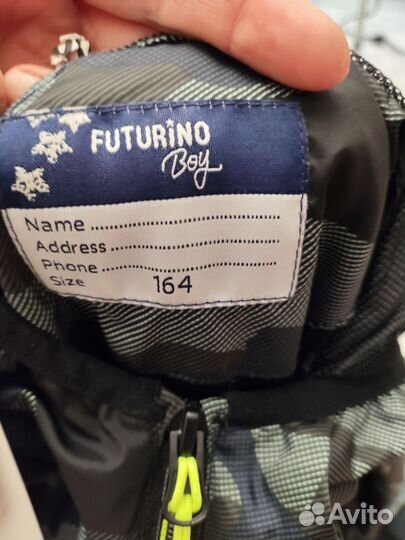 FUTURiNO
Boy
Name
Address
Phone
Size 164
Avito